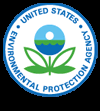 UNITED STATES
ENVIRONMENTAL PROTECTION AGENCY